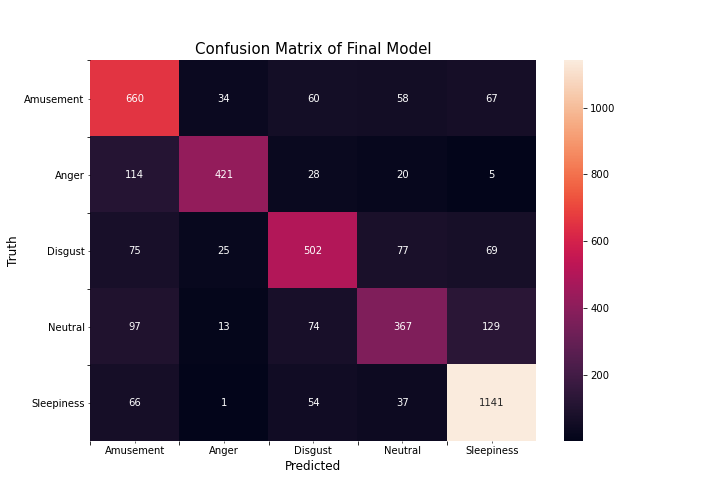 Confusion Matrix of Final Model
Truth
Amusement 660 34 60 58 67
Anger 114 421 28 20 5
Disgust 75 25 502 77 69
Neutral 97 13 74 367 129
Sleepiness 66 1 54 37 1141
Amusement Anger Disgust Neutral Sleepiness
Predicted
1000
800
600
400
200